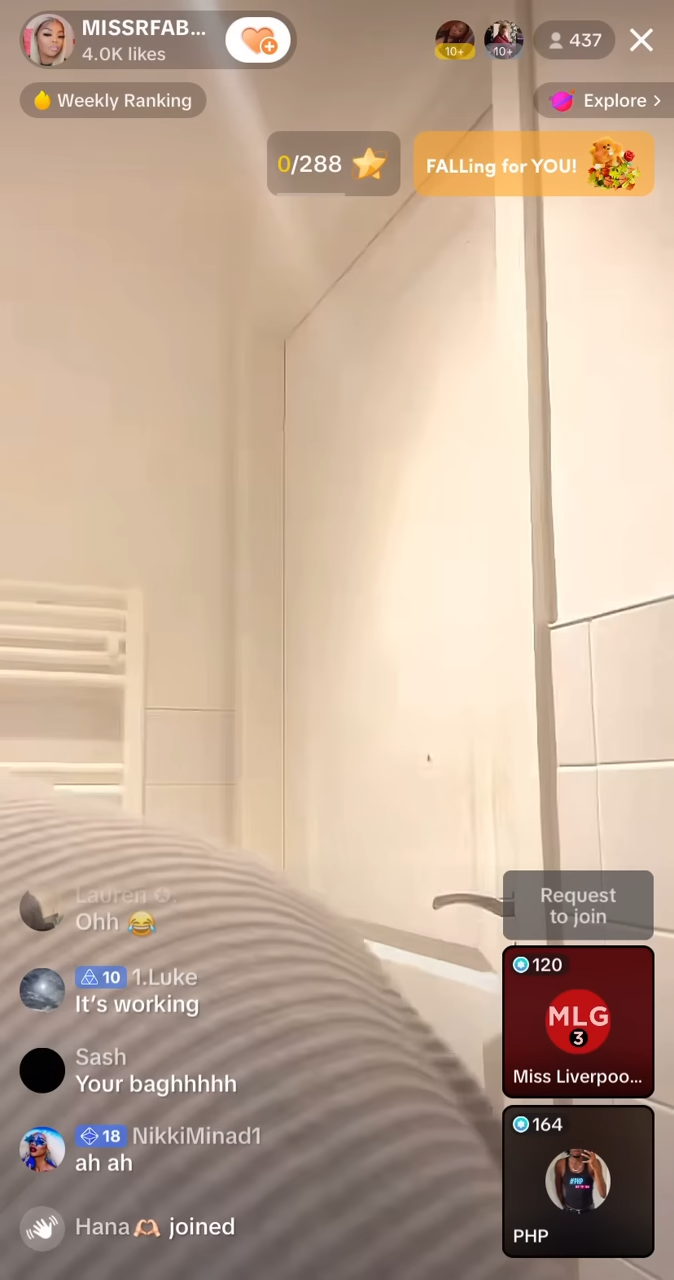 MISSRFAB...
4.0K likes
10+
10+
437
Weekly Ranking
Explore >
0/288
FALLing for YOU!
Lauren
Ohh 😂
10 1.Luke
It's working
Sash
Your baghhhhh
18 NikkiMinad1
ah ah
Hana🫶🏼 joined
Request
to join
120
MLG
3
Miss Liverpoo...
164
#PHP
PHP